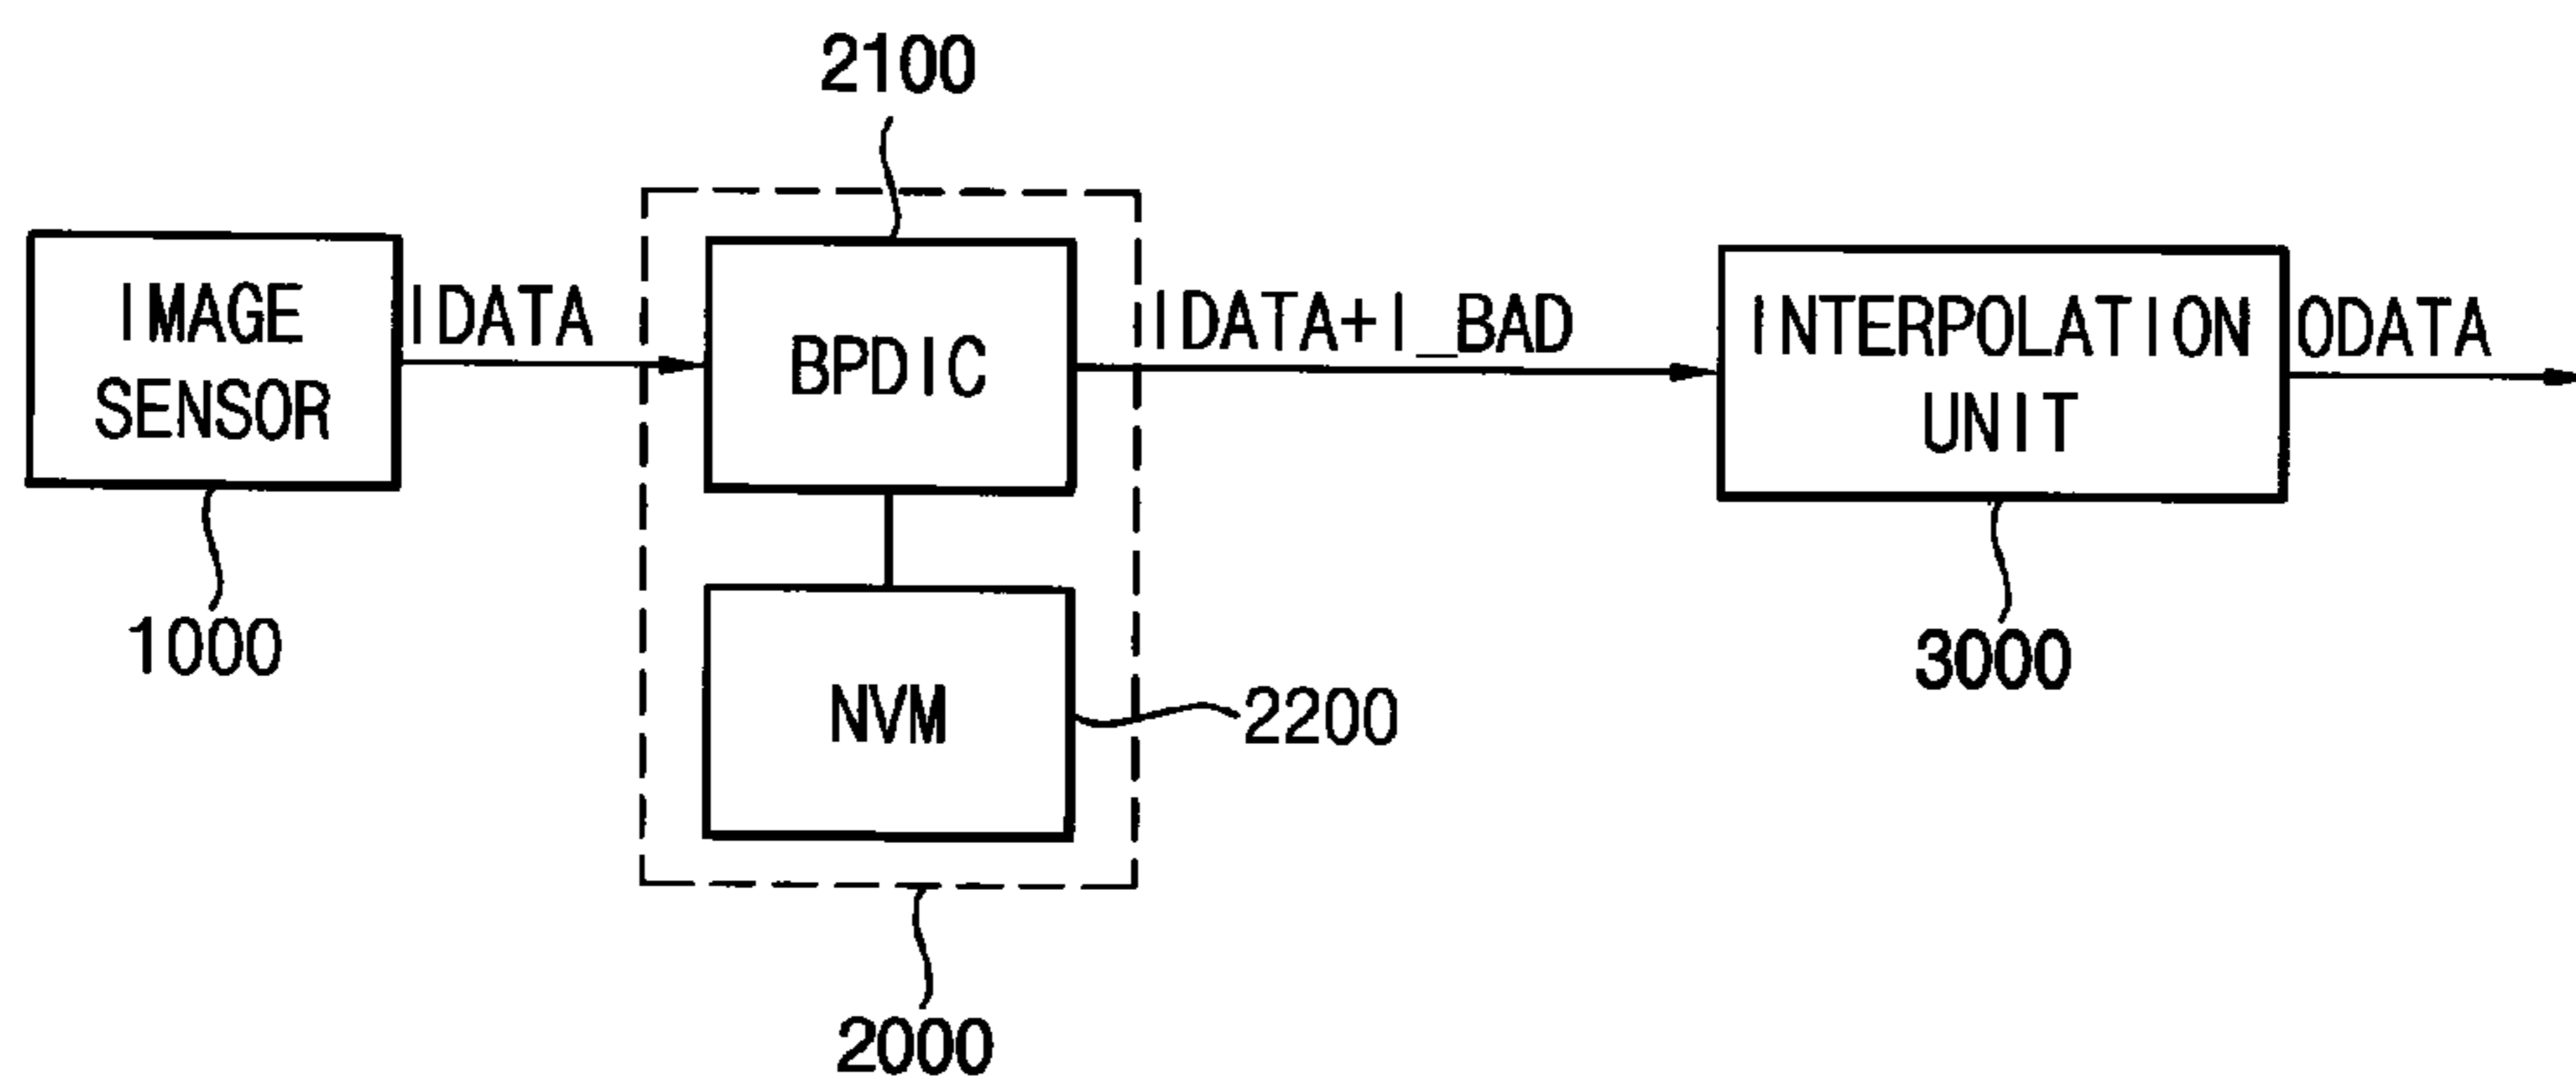 2100
IMAGE
SENSOR
IDATA
BPDIC
IDATA+I_BAD
INTERPOLATION
UNIT
ODATA
1000
NVM
2200
3000
2000